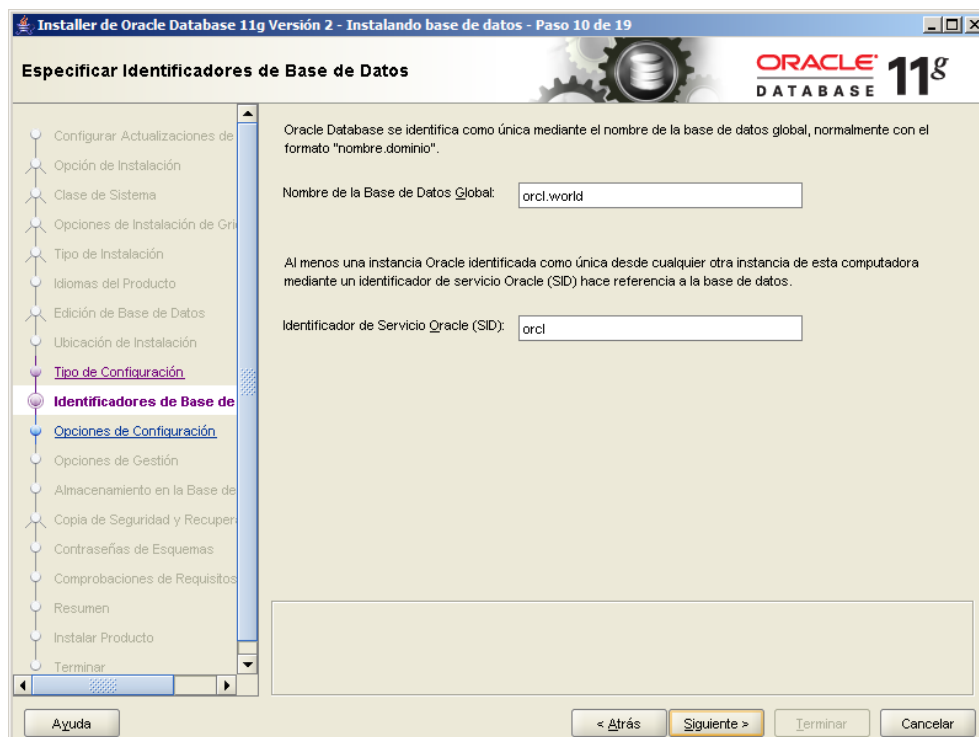 Installer de Oracle Database 11g Versión 2 - Instalando base de datos - Paso 10 de 19
Especificar Identificadores de Base de Datos
ORACLE
DATABASE
11g
Configurar Actualizaciones de
Opción de Instalación
Clase de Sistema
Opciones de Instalación de Gri
Tipo de Instalación
Idiomas del Producto
Edición de Base de Datos
Ubicación de Instalación
Tipo de Configuración
Identificadores de Base de
Opciones de Configuración
Opciones de Gestión
Almacenamiento en la Base de
Copia de Seguridad y Recuper
Contraseñas de Esquemas
Comprobaciones de Requisitos
Resumen
Instalar Producto
Terminar
Oracle Database se identifica como única mediante el nombre de la base de datos global, normalmente con el
formato "nombre.dominio".
Nombre de la Base de Datos Global:
orcl.world
Al menos una instancia Oracle identificada como única desde cualquier otra instancia de esta computadora
mediante un identificador de servicio Oracle (SID) hace referencia a la base de datos.
Identificador de Servicio Oracle (SID):
orcl
Ayuda
< Atrás
Siguiente >
Terminar
Cancelar